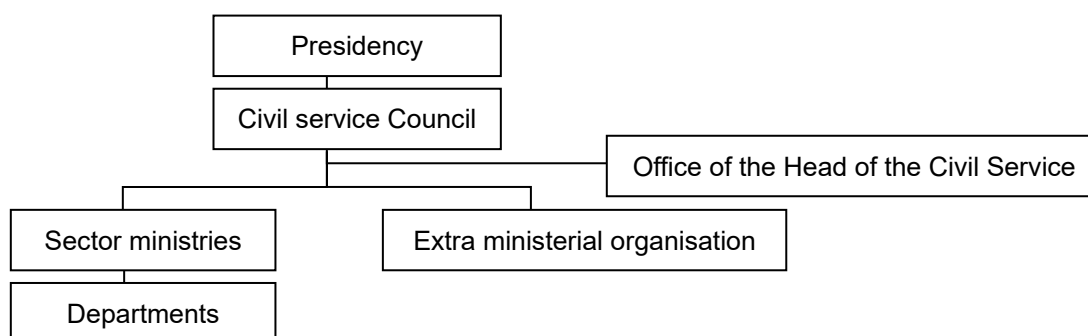 Presidency
Civil service Council
Office of the Head of the Civil Service
Sector ministries
Extra ministerial organisation
Departments